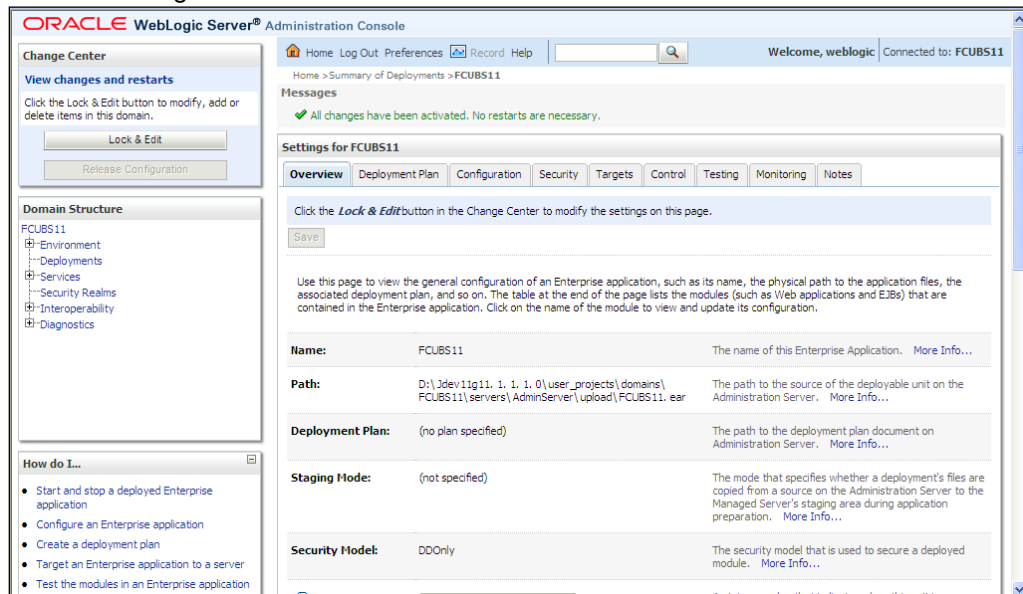 ORACLE WebLogic Server® Administration Console
Change Center
View changes and restarts
Click the Lock & Edit button to modify, add or
delete items in this domain.
Lock & Edit
Release Configuration
Domain Structure
FCUBS11
Environment
Deployments
Services
Security Realms
Interoperability
Diagnostics
How do I...
Start and stop a deployed Enterprise
application
Configure an Enterprise application
Create a deployment plan
Target an Enterprise application to a server
Test the modules in an Enterprise application
Home Log Out Preferences Record Help
Welcome, weblogic Connected to: FCUBS11
Home >Summary of Deployments >FCUBS11
Messages
All changes have been activated. No restarts are necessary.
Settings for FCUBS11
Overview Deployment Plan Configuration Security Targets Control Testing Monitoring Notes
Click the Lock & Edit button in the Change Center to modify the settings on this page.
Save
Use this page to view the general configuration of an Enterprise application, such as its name, the physical path to the application files, the
associated deployment plan, and so on. The table at the end of the page lists the modules (such as Web applications and EJBs) that are
contained in the Enterprise application. Click on the name of the module to view and update its configuration.
Name: FCUBS11 The name of this Enterprise Application. More Info...
Path: D:\Jdev11g11. 1. 1. 1. 0\user_projects\domains\ The path to the source of the deployable unit on the
FCUBS11\servers\AdminServer\upload\FCUBS11. ear Administration Server. More Info...
Deployment Plan: (no plan specified) The path to the deployment plan document on
Administration Server. More Info...
Staging Mode: (not specified) The mode that specifies whether a deployment's files are
copied from a source on the Administration Server to the
Managed Server's staging area during application
preparation. More Info...
Security Model: DDOnly The security model that is used to secure a deployed
module. More Info...